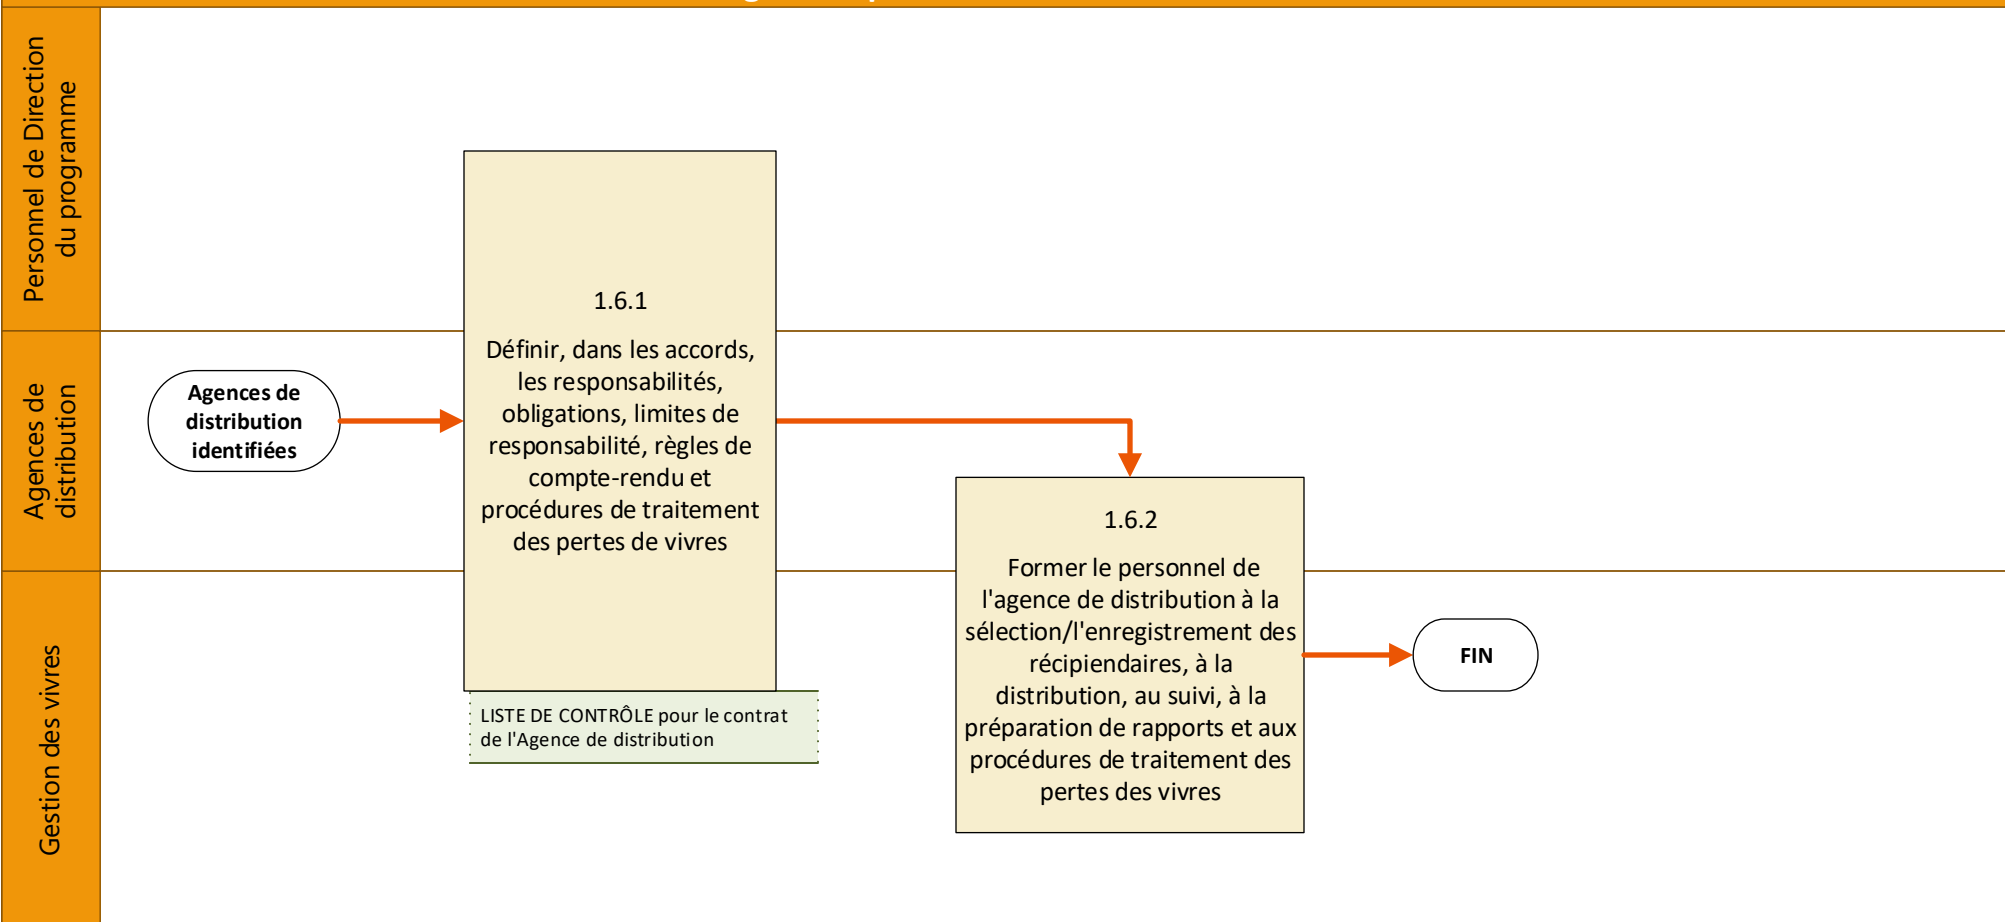 Personnel de Direction
du programme
Agences de
distribution
Gestion des vivres
Agences de
distribution
identifiées
1.6.1
Définir, dans les accords,
les responsabilités,
obligations, limites de
responsabilité, règles de
compte-rendu et
procédures de traitement
des pertes de vivres
LISTE DE CONTRÔLE pour le contrat
de l'Agence de distribution
1.6.2
Former le personnel de
l'agence de distribution à la
sélection/l'enregistrement des
récipiendaires, à la
distribution, au suivi, à la
préparation de rapports et aux
procédures de traitement des
pertes des vivres
FIN